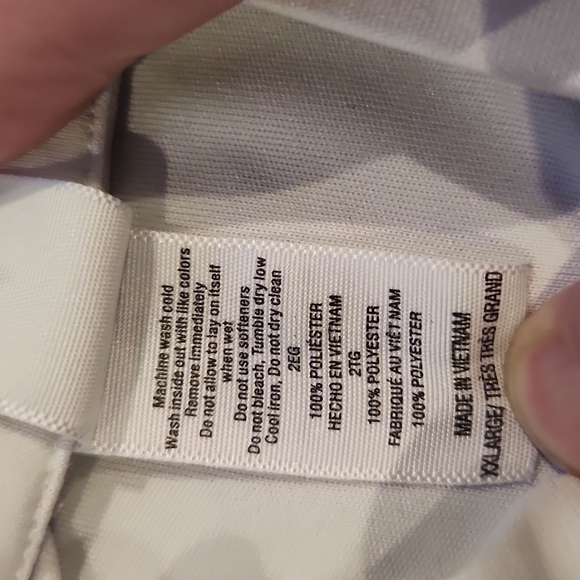 Machine wash cold
Wash inside out with like colors
Remove immediately
Do not allow to lay on itself
when wet
Do not use softeners
Do not bleach, Tumble dry low
Cool iron, Do not dry clean
2EG
100% POLIÉSTER
HECHO EN VIETNAM
2TG
100% POLYESTER
FABRIQUÉ AU VIÊT NAM
100% POLYESTER
MADE IN VIETNAM
XXLARGE/TRÈS TRÈS GRAND